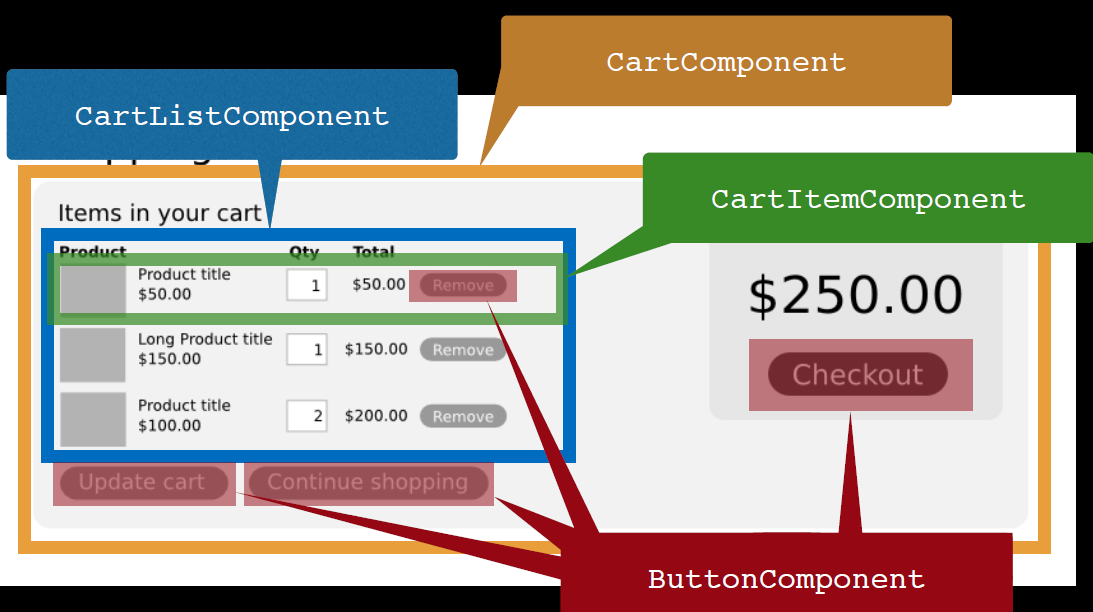 CartComponent
CartListComponent
CartItemComponent
Items in your cart
Product Qty Total
Product title
$50.00
1
$50.00
Remove
Long Product title
$150.00
1
$150.00
Remove
Product title
$100.00
2
$200.00
Remove
Update cart
Continue shopping
$250.00
Checkout
ButtonComponent